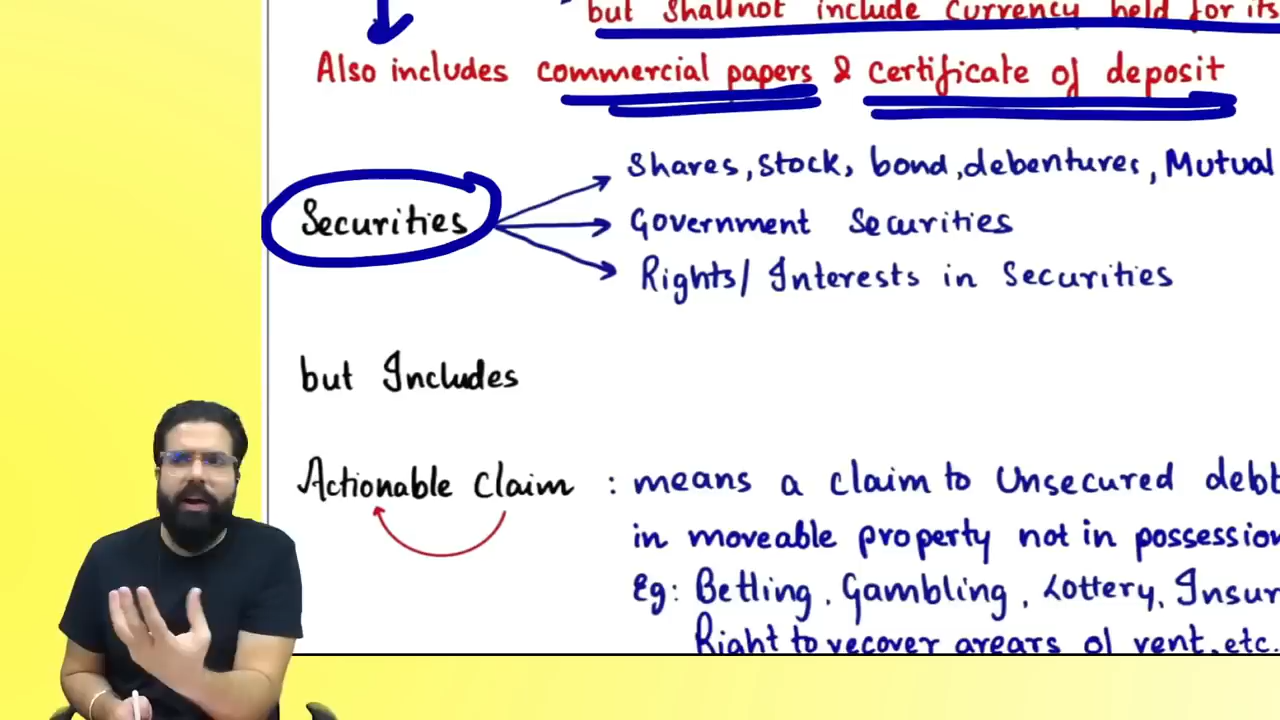 but shall not include currency held for its
Also includes commercial papers & certificate of deposit
Shares, stock, bond, debentures, Mutual
Securities
Government Securities
Rights/ Interests in Securities
but Includes
Actionable claim : means a claim to Unsecured debt
in moveable property not in possession
Eg: Betling, Gambling, Lottery, Insur
Right to recover arears of vent, etc.